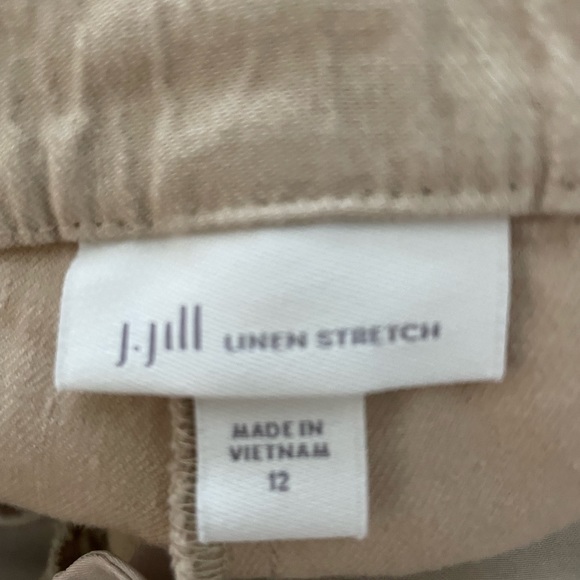 J.Jill LINEN STRETCH
MADE IN
VIETNAM
12